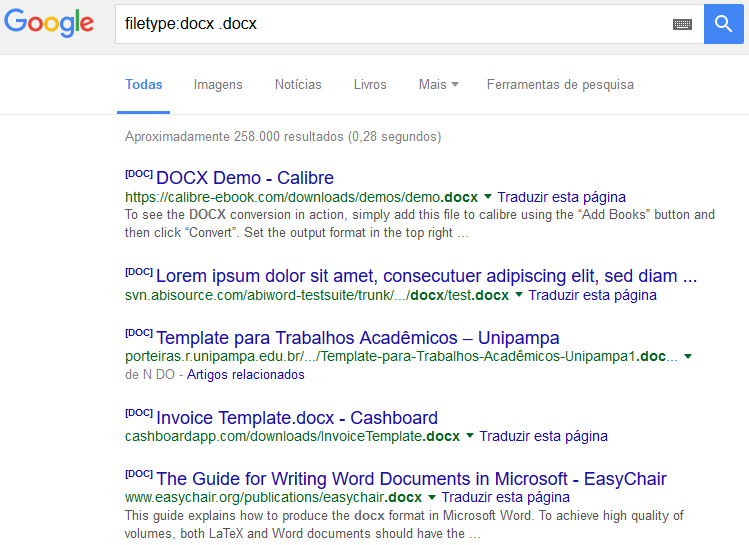 Google
filetype:docx .docx
Todas Imagens Notícias Livros Mais Ferramentas de pesquisa
Aproximadamente 258.000 resultados (0,28 segundos)
[DOC] DOCX Demo - Calibre
https://calibre-ebook.com/downloads/demos/demo.docx Traduzir esta página
To see the DOCX conversion in action, simply add this file to calibre using the “Add Books” button and
then click “Convert”. Set the output format in the top right ...
[DOC] Lorem ipsum dolor sit amet, consectuer adipiscing elit, sed diam ...
svn.abisource.com/abiword-testsuite/trunk/.../docx/test.docx Traduzir esta página
[DOC] Template para Trabalhos Acadêmicos – Unipampa
porteiras.r.unipampa.edu.br/.../Template-para-Trabalhos-Acadêmicos-Unipampa1.doc...
de N DO - Artigos relacionados
[DOC] Invoice Template.docx - Cashboard
cashboardapp.com/downloads/InvoiceTemplate.docx Traduzir esta página
[DOC] The Guide for Writing Word Documents in Microsoft - EasyChair
www.easychair.org/publications/easychair.docx Traduzir esta página
This guide explains how to produce the docx format in Microsoft Word. To achieve high quality of
volumes, both LaTeX and Word documents should have the ...